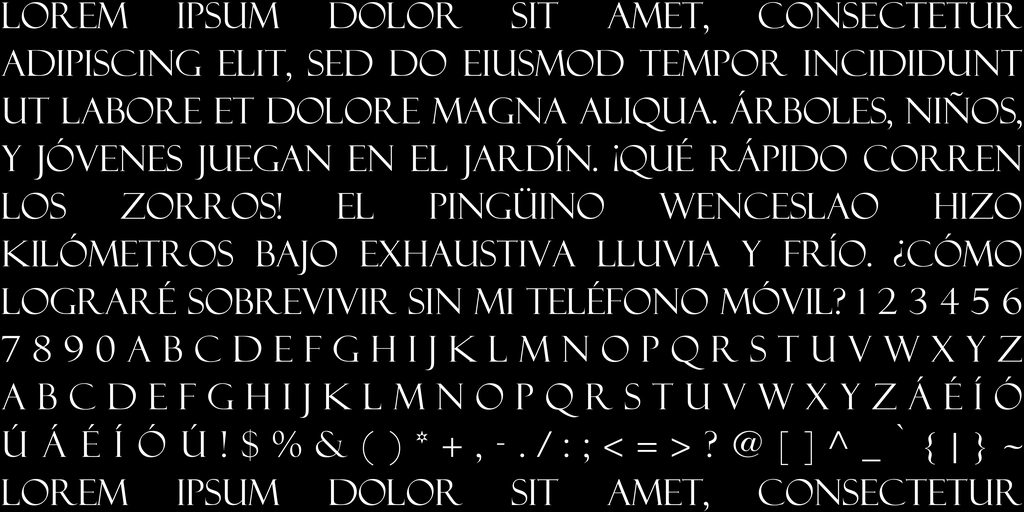 LOREM IPSUM DOLOR SIT AMET, CONSECTETUR
ADIPISCING ELIT, SED DO EIUSMOD TEMPOR INCIDIDUNT
UT LABORE ET DOLORE MAGNA ALIQUA. ÁRBOLES, NIÑOS,
Y JÓVENES JUEGAN EN EL JARDÍN. ¡QUÉ RÁPIDO CORREN
LOS ZORROS! EL PINGÜINO WENCESLAO HIZO
KILÓMETROS BAJO EXHAUSTIVA LLUVIA Y FRÍO. ¿CÓMO
LOGRARÉ SOBREVIVIR SIN MI TELÉFONO MÓVIL? 1 2 3 4 5 6
7 8 9 0 A B C D E F G H I J K L M N O P Q R S T U V W X Y Z
A B C D E F G H I J K L M N O P Q R S T U V W X Y Z Á É Í Ó
Ú Á É Í Ó Ú ! $ % & ( ) * + , - . / : ; < = > ? @ [ ] ^ _ ` { | } ~
LOREM IPSUM DOLOR SIT AMET, CONSECTETUR